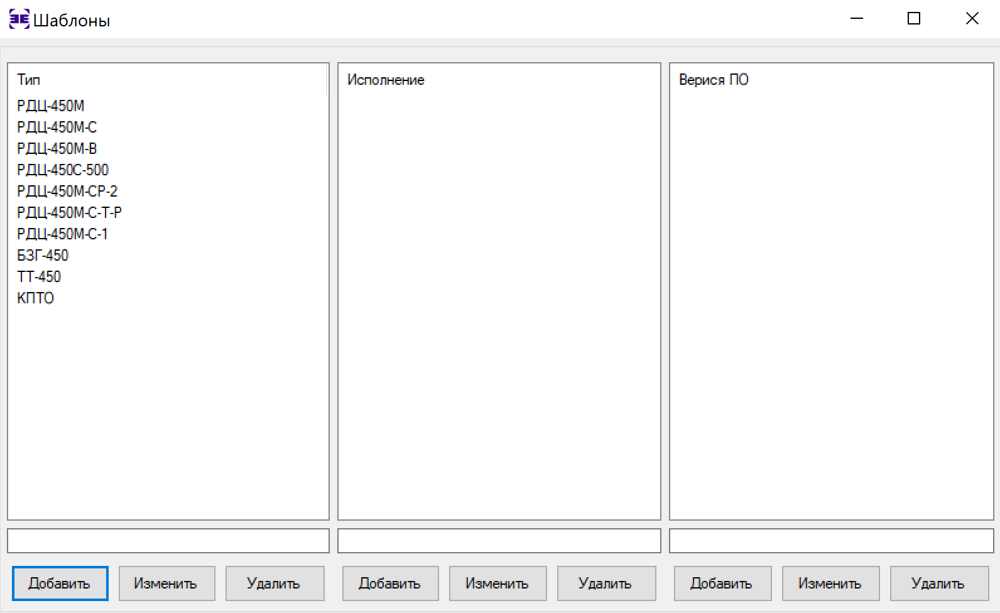 Шаблоны
Тип
РДЦ-450М
РДЦ-450М-С
РДЦ-450М-В
РДЦ-450С-500
РДЦ-450М-СР-2
РДЦ-450М-С-Т-Р
РДЦ-450М-С-1
БЗГ-450
ТТ-450
КПТО
Исполнение
Верися ПО
Добавить Изменить Удалить Добавить Изменить Удалить Добавить Изменить Удалить